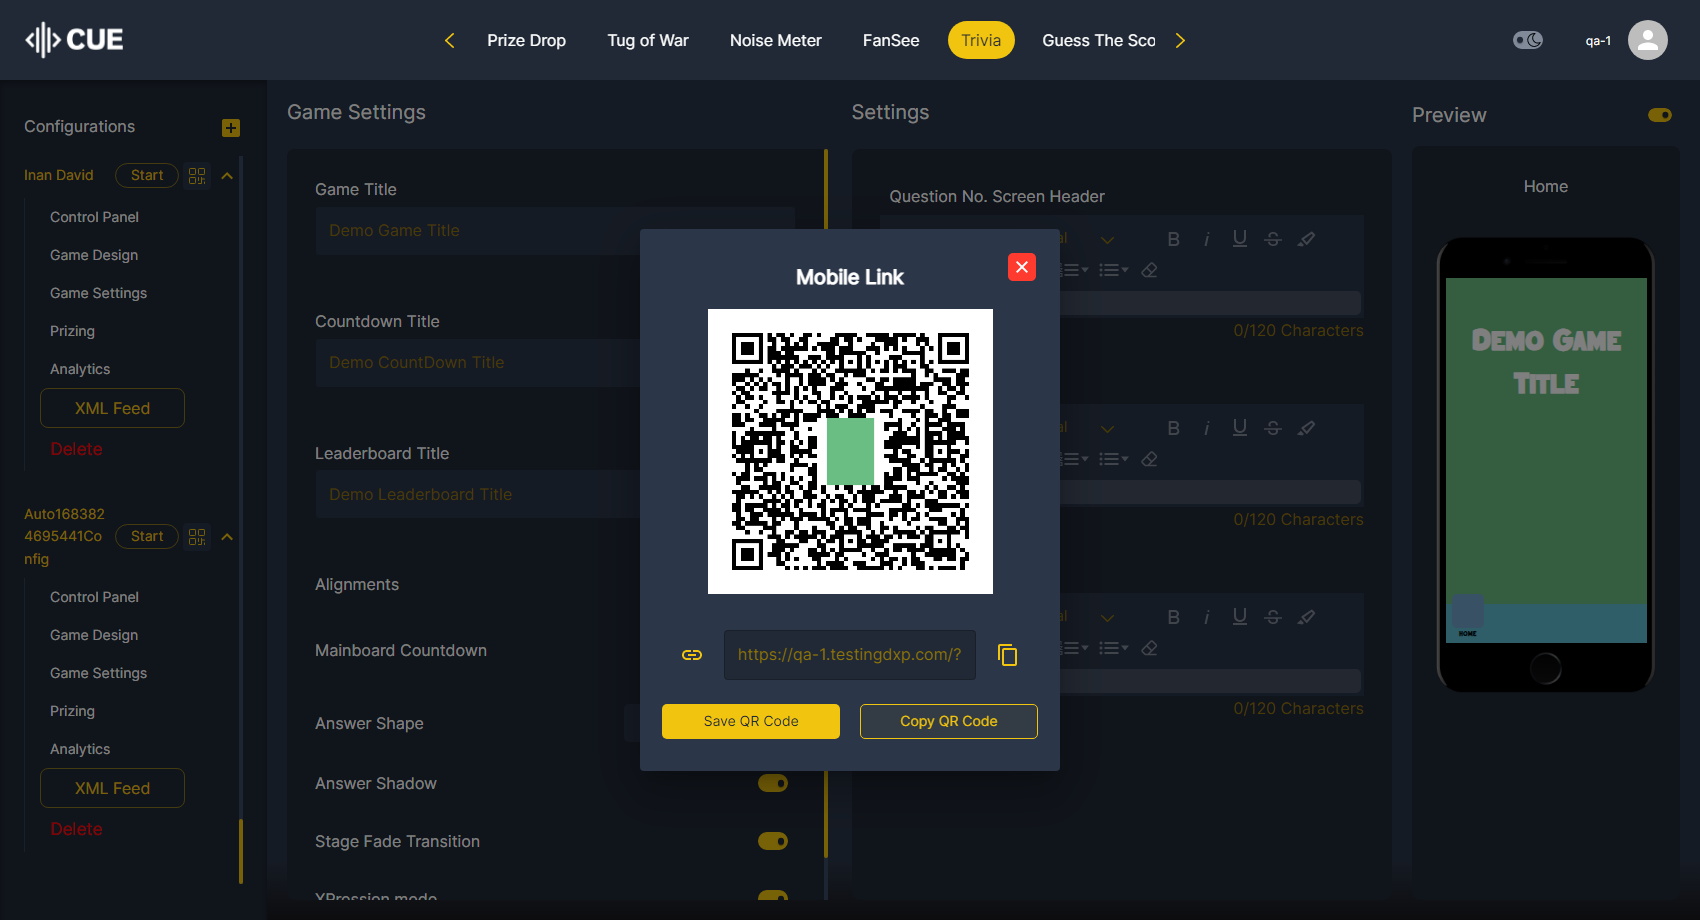 CUE
Prize Drop
Tug of War
Noise Meter
FanSee
Trivia
Guess The Sco
qa-1
Configurations
Inan David
Start
Control Panel
Game Design
Game Settings
Prizing
Analytics
XML Feed
Delete
Auto168382
4695441Co
nfig
Start
Control Panel
Game Design
Game Settings
Prizing
Analytics
XML Feed
Delete
Game Settings
Game Title
Demo Game Title
Countdown Title
Demo CountDown Title
Leaderboard Title
Demo Leaderboard Title
Alignments
Mainboard Countdown
Answer Shape
Answer Shadow
Stage Fade Transition
XPression mode
Mobile Link
https://qa-1.testingdxp.com/?
Save QR Code
Copy QR Code
Settings
Question No. Screen Header
B i U S
0/120 Characters
B i U S
0/120 Characters
B i U S
0/120 Characters
Preview
Home
Demo Game
Title
HOME